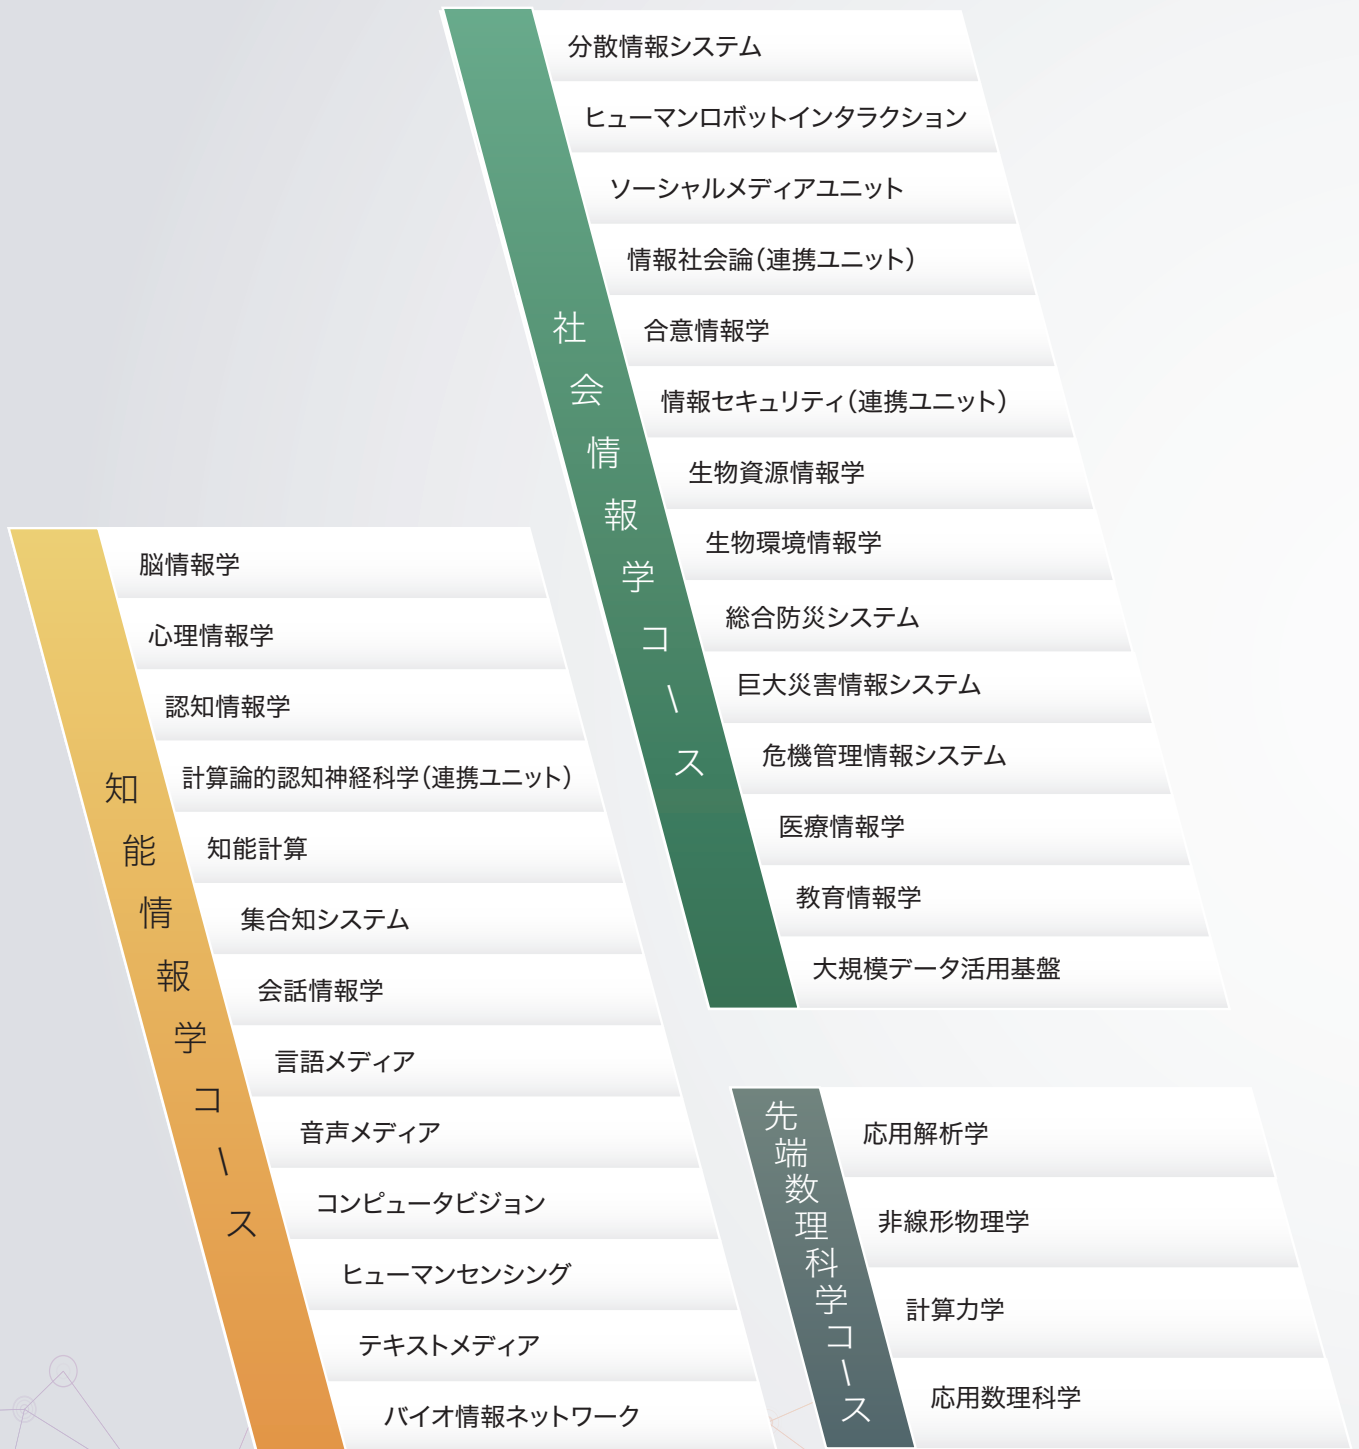 社会情報学コース
分散情報システム
ヒューマンロボットインタラクション
ソーシャルメディアユニット
情報社会論（連携ユニット）
合意情報学
情報セキュリティ（連携ユニット）
生物資源情報学
生物環境情報学
総合防災システム
巨大災害情報システム
危機管理情報システム
医療情報学
教育情報学
大規模データ活用基盤
知能情報学コース
脳情報学
心理情報学
認知情報学
計算論的認知神経科学（連携ユニット）
知能計算
集合知システム
会話情報学
言語メディア
音声メディア
コンピュータビジョン
ヒューマンセンシング
テキストメディア
バイオ情報ネットワーク
先端数理科学コース
応用解析学
非線形物理学
計算力学
応用数理科学